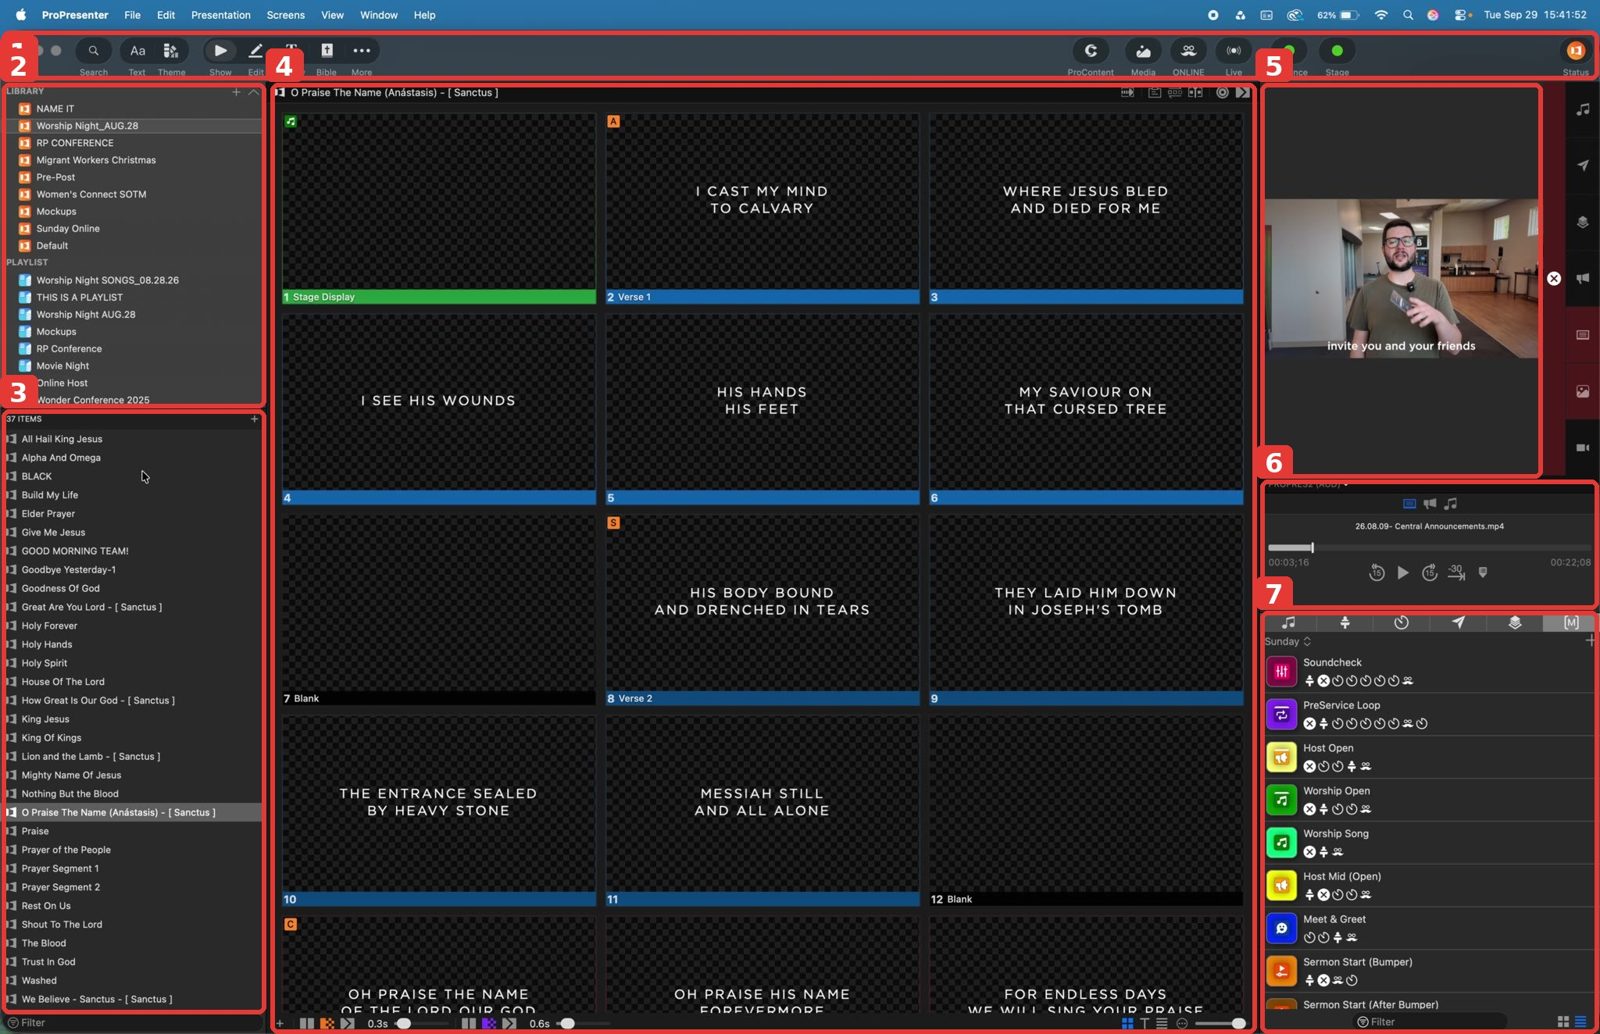 ProPresenter File Edit Presentation Screens View Window Help
62%
Tue Sep 29 15:41:52
2
4
5
Search Text Theme Show Edit Bible More
Aa
ProContent Media ONLINE Live Stage Status
LIBRARY
NAME IT
Worship Night_AUG.28
RP CONFERENCE
Migrant Workers Christmas
Pre-Post
Women's Connect SOTM
Mockups
Sunday Online
Default
PLAYLIST
Worship Night SONGS_08.28.26
THIS IS A PLAYLIST
Worship Night AUG.28
Mockups
RP Conference
Movie Night
Online Host
Wonder Conference 2025
3
37 ITEMS
All Hail King Jesus
Alpha And Omega
BLACK
Build My Life
Elder Prayer
Give Me Jesus
GOOD MORNING TEAM!
Goodbye Yesterday-1
Goodness Of God
Great Are You Lord - [ Sanctus ]
Holy Forever
Holy Hands
Holy Spirit
House Of The Lord
How Great Is Our God - [ Sanctus ]
King Jesus
King Of Kings
Lion and the Lamb - [ Sanctus ]
Mighty Name Of Jesus
Nothing But the Blood
O Praise The Name (Anástasis) - [ Sanctus ]
Praise
Prayer of the People
Prayer Segment 1
Prayer Segment 2
Rest On Us
Shout To The Lord
The Blood
Trust In God
Washed
We Believe - Sanctus - [ Sanctus ]
Filter
O Praise The Name (Anástasis) - [ Sanctus ]
1 Stage Display
A
I CAST MY MIND
TO CALVARY
2 Verse 1
WHERE JESUS BLED
AND DIED FOR ME
3
I SEE HIS WOUNDS
4
HIS HANDS
HIS FEET
5
MY SAVIOUR ON
THAT CURSED TREE
6
7 Blank
S
HIS BODY BOUND
AND DRENCHED IN TEARS
8 Verse 2
THEY LAID HIM DOWN
IN JOSEPH'S TOMB
9
THE ENTRANCE SEALED
BY HEAVY STONE
10
MESSIAH STILL
AND ALL ALONE
11
12 Blank
C
OH PRAISE THE NAME
OF THE LORD OUR GOD
OH PRAISE HIS NAME
FOREVERMORE
FOR ENDLESS DAYS
WE WILL SING YOUR PRAISE
0.3s
0.6s
invite you and your friends
6
26.08.09- Central Announcements.mp4
00:03;16
00:22;08
15
15
-30
7
[M]
Sunday
Soundcheck
PreService Loop
Host Open
Worship Open
Worship Song
Host Mid (Open)
Meet & Greet
Sermon Start (Bumper)
Sermon Start (After Bumper)
Filter